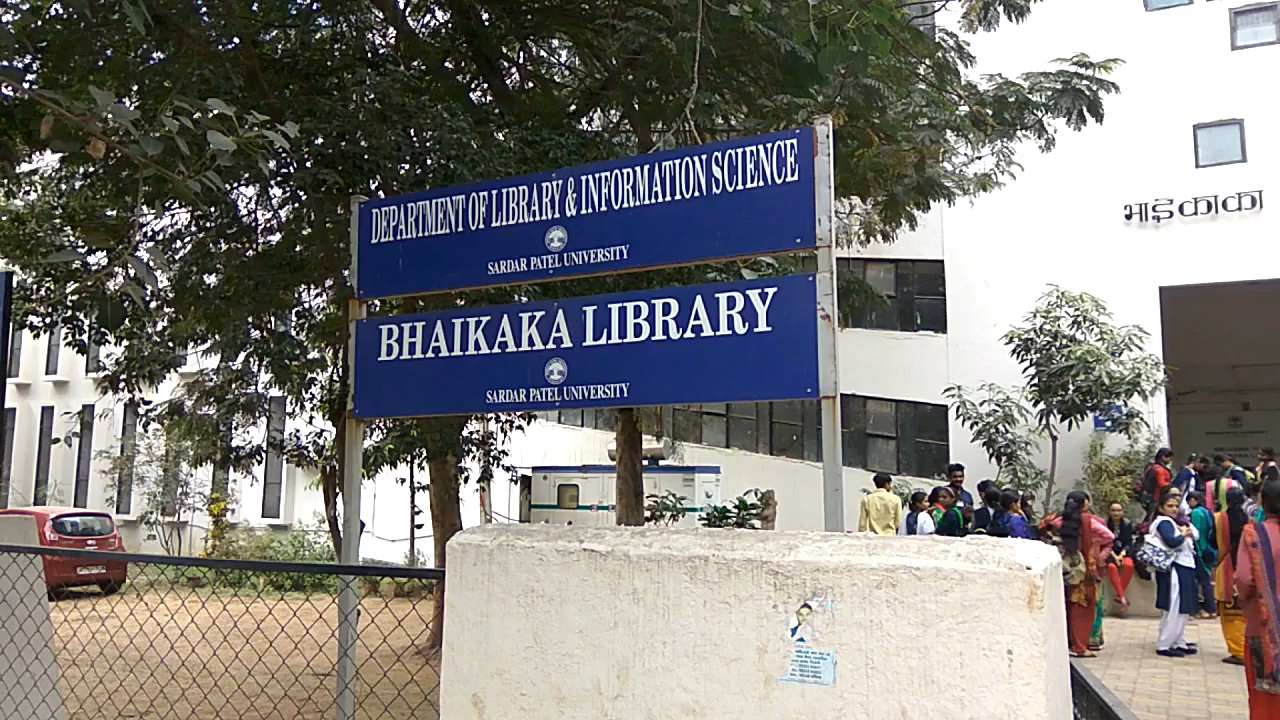 DEPARTMENT OF LIBRARY & INFORMATION SCIENCE
SARDAR PATEL UNIVERSITY
BHAIKAKA LIBRARY
SARDAR PATEL UNIVERSITY
भाईकाका